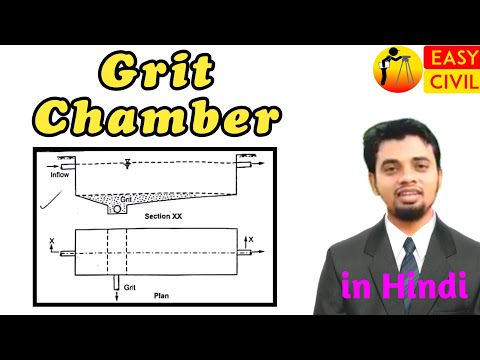 Grit
Chamber
EASY
CIVIL
Inflow
Grit
Section XX
X
X
Grit
Plan
in Hindi